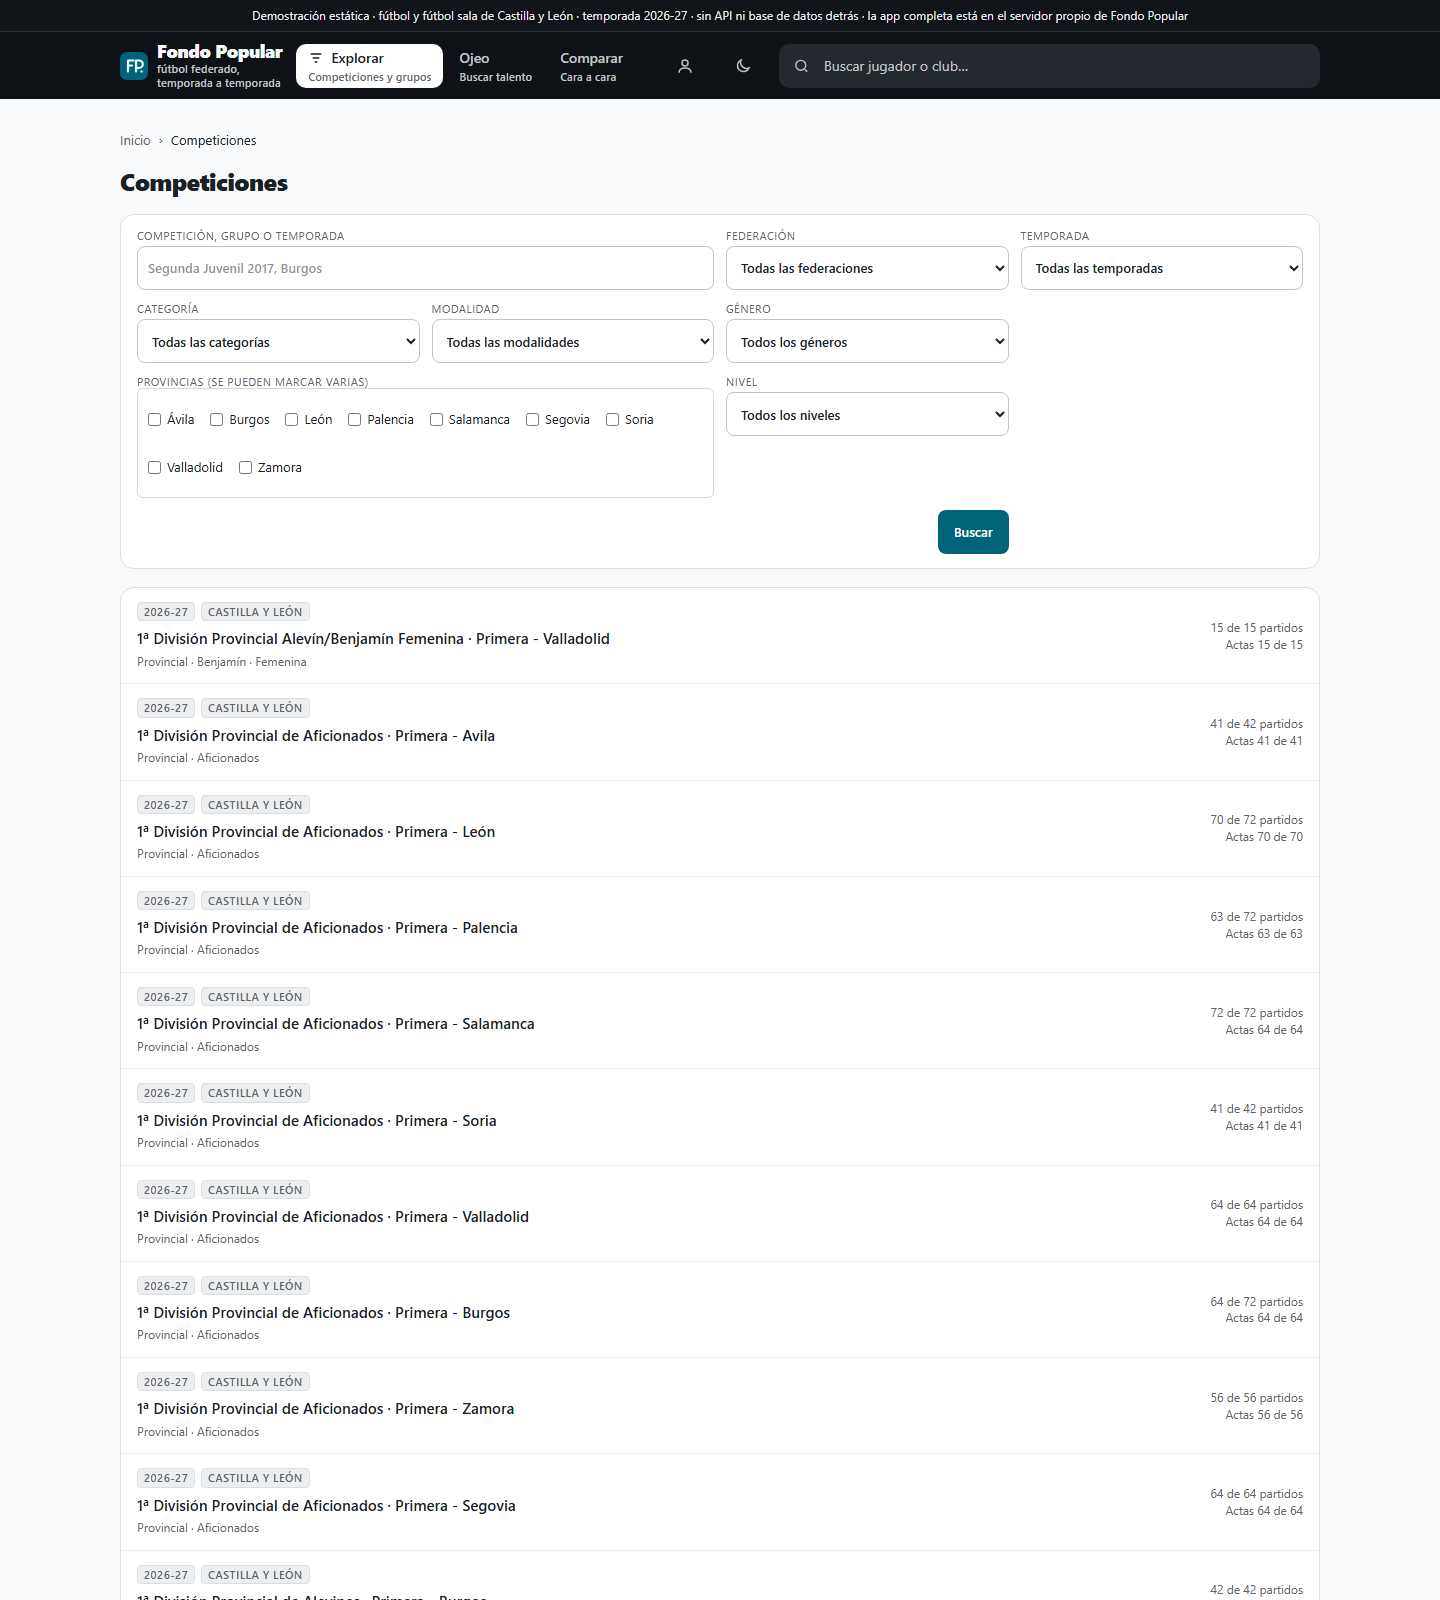 Demostración estática · fútbol y fútbol sala de Castilla y León · temporada 2026-27 · sin API ni base de datos detrás · la app completa está en el servidor propio de Fondo Popular
FP.
Fondo Popular
fútbol federado,
temporada a temporada
Explorar
Competiciones y grupos
Ojeo
Buscar talento
Comparar
Cara a cara
Buscar jugador o club...
Inicio › Competiciones
Competiciones
COMPETICIÓN, GRUPO O TEMPORADA
Segunda Juvenil 2017, Burgos
FEDERACIÓN
Todas las federaciones
TEMPORADA
Todas las temporadas
CATEGORÍA
Todas las categorías
MODALIDAD
Todas las modalidades
GÉNERO
Todos los géneros
PROVINCIAS (SE PUEDEN MARCAR VARIAS)
Ávila Burgos León Palencia Salamanca Segovia Soria
Valladolid Zamora
NIVEL
Todos los niveles
Buscar
2026-27 CASTILLA Y LEÓN
1ª División Provincial Alevín/Benjamín Femenina · Primera - Valladolid
Provincial · Benjamín · Femenina
15 de 15 partidos
Actas 15 de 15
2026-27 CASTILLA Y LEÓN
1ª División Provincial de Aficionados · Primera - Avila
Provincial · Aficionados
41 de 42 partidos
Actas 41 de 41
2026-27 CASTILLA Y LEÓN
1ª División Provincial de Aficionados · Primera - León
Provincial · Aficionados
70 de 72 partidos
Actas 70 de 70
2026-27 CASTILLA Y LEÓN
1ª División Provincial de Aficionados · Primera - Palencia
Provincial · Aficionados
63 de 72 partidos
Actas 63 de 63
2026-27 CASTILLA Y LEÓN
1ª División Provincial de Aficionados · Primera - Salamanca
Provincial · Aficionados
72 de 72 partidos
Actas 64 de 64
2026-27 CASTILLA Y LEÓN
1ª División Provincial de Aficionados · Primera - Soria
Provincial · Aficionados
41 de 42 partidos
Actas 41 de 41
2026-27 CASTILLA Y LEÓN
1ª División Provincial de Aficionados · Primera - Valladolid
Provincial · Aficionados
64 de 64 partidos
Actas 64 de 64
2026-27 CASTILLA Y LEÓN
1ª División Provincial de Aficionados · Primera - Burgos
Provincial · Aficionados
64 de 72 partidos
Actas 64 de 64
2026-27 CASTILLA Y LEÓN
1ª División Provincial de Aficionados · Primera - Zamora
Provincial · Aficionados
56 de 56 partidos
Actas 56 de 56
2026-27 CASTILLA Y LEÓN
1ª División Provincial de Aficionados · Primera - Segovia
Provincial · Aficionados
64 de 64 partidos
Actas 64 de 64
2026-27 CASTILLA Y LEÓN
1ª División Provincial de Alevines · Primera - Burgos
42 de 42 partidos